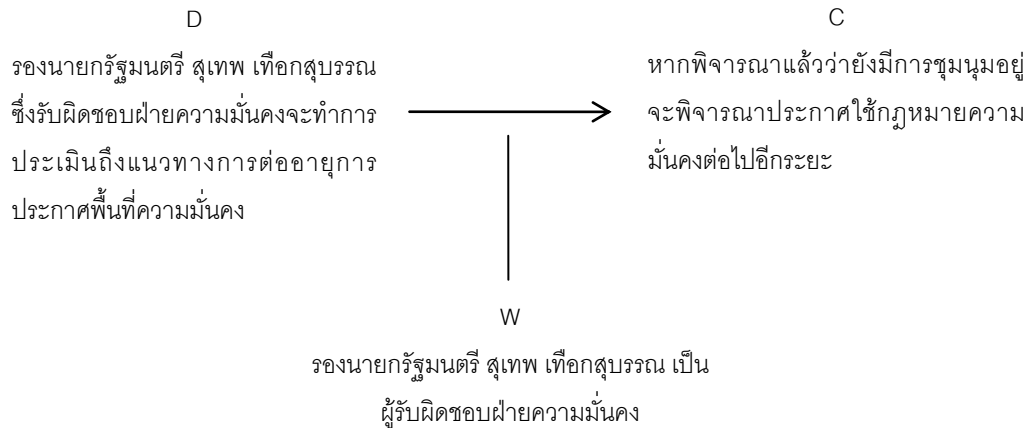 D
รองนายกรัฐมนตรี สุเทพ เทือกสุบรรณ
ซึ่งรับผิดชอบฝ่ายความมั่นคงจะทำการ
ประเมินถึงแนวทางการต่ออายุการ
ประกาศพื้นที่ความมั่นคง
C
หากพิจารณาแล้วว่ายังมีการชุมนุมอยู่
จะพิจารณาประกาศใช้กฎหมายความ
มั่นคงต่อไปอีกระยะ
W
รองนายกรัฐมนตรี สุเทพ เทือกสุบรรณ เป็น
ผู้รับผิดชอบฝ่ายความมั่นคง